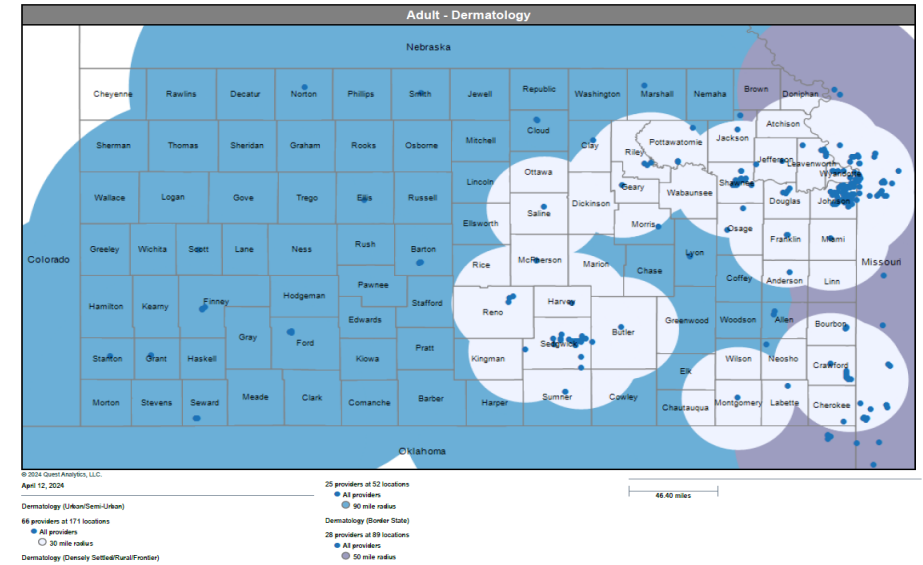 Adult - Dermatology
Nebraska
Cheyenne Rawlins Decatur Norton Phillips Smith Jewell Republic Washington Marshall Nemaha Brown Doniphan
Sherman Thomas Sheridan Graham Rooks Osborne Mitchell Cloud Clay Riley Pottawatomie Jackson Atchison
Jefferson Leavenworth Wyandotte
Wallace Logan Gove Trego Ellis Russell Lincoln Ottawa Geary Wabaunsee Shawnee Douglas Johnson
Saline Dickinson Morris Osage Franklin Miami
Ellsworth
Colorado Greeley Wichita Scott Lane Ness Rush Barton Rice McPherson Marion Chase Lyon Coffey Anderson Linn Missouri
Hamilton Kearny Finney Hodgeman Pawnee Stafford Reno Harvey Butler Greenwood Woodson Allen Bourbon
Gray Ford Edwards
Stanton Grant Haskell Kiowa Pratt Kingman Sedgwick Elk Wilson Neosho Crawford
Morton Stevens Seward Meade Clark Comanche Barber Harper Sumner Cowley Chautauqua Montgomery Labette Cherokee
Oklahoma
© 2024 Quest Analytics, LLC.
April 12, 2024
Dermatology (Urban/Semi-Urban)
66 providers at 171 locations
All providers
30 mile radius
Dermatology (Densely Settled/Rural/Frontier)
25 providers at 52 locations
All providers
90 mile radius
Dermatology (Border State)
28 providers at 89 locations
All providers
50 mile radius
46.40 miles